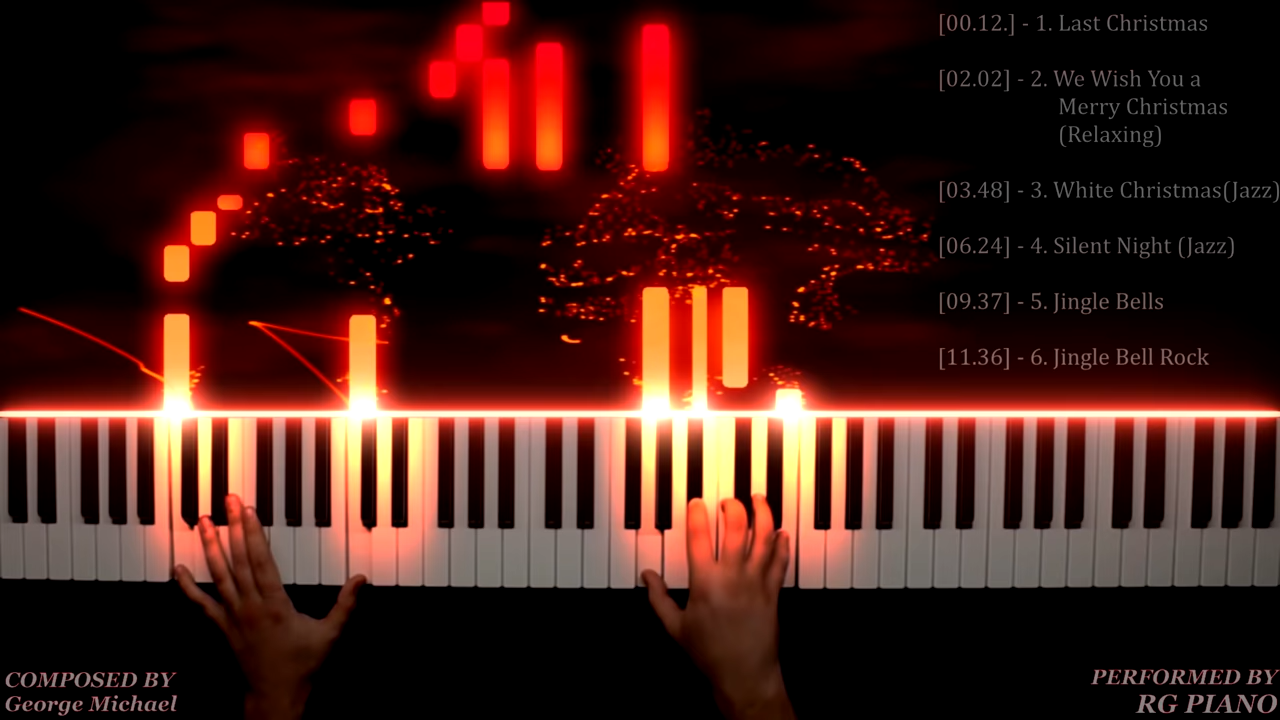 [00.12.] - 1. Last Christmas
[02.02] - 2. We Wish You a
Merry Christmas
(Relaxing)
[03.48] - 3. White Christmas(Jazz)
[06.24] - 4. Silent Night (Jazz)
[09.37] - 5. Jingle Bells
[11.36] - 6. Jingle Bell Rock
COMPOSED BY
George Michael
PERFORMED BY
RG PIANO